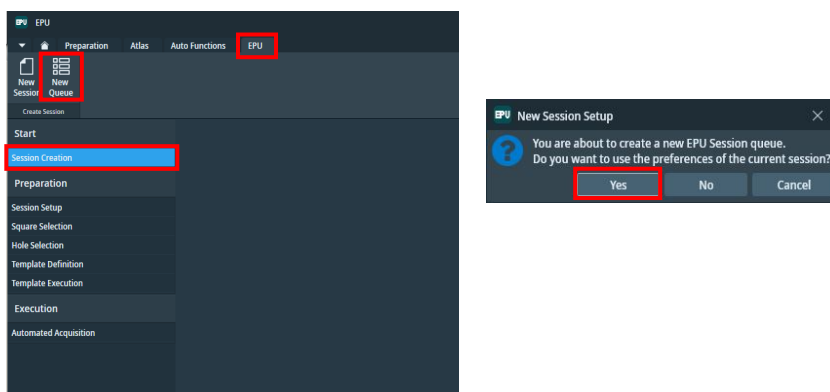 EPU EPU
Preparation Atlas Auto Functions EPU
New Session
New Queue
Create Session
Start
Session Creation
Preparation
Session Setup
Square Selection
Hole Selection
Template Definition
Template Execution
Execution
Automated Acquisition
EPU New Session Setup
You are about to create a new EPU Session queue.
Do you want to use the preferences of the current session?
Yes No Cancel